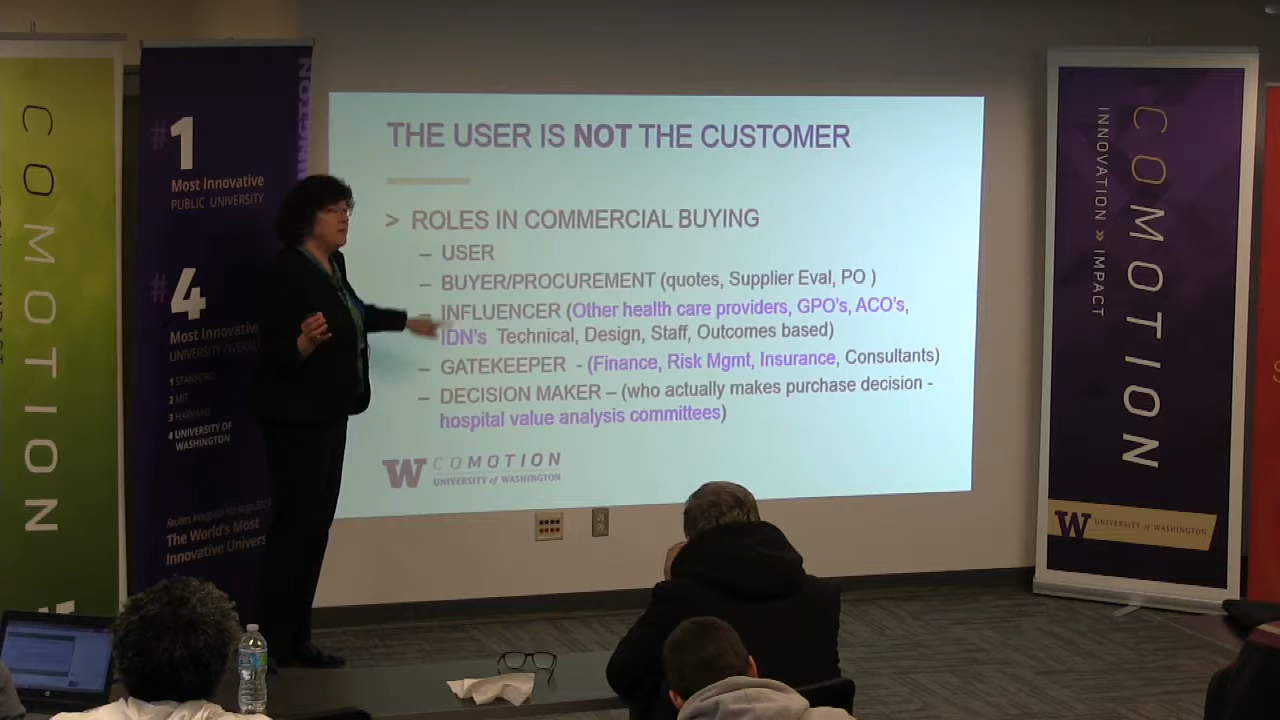 COMOTION
#1
Most Innovative
PUBLIC UNIVERSITY
#4
Most Innovative
UNIVERSITY
1 STANFORD
2 MIT
3 HARVARD
4 UNIVERSITY OF
WASHINGTON
The World's Most
Innovative
THE USER IS NOT THE CUSTOMER
> ROLES IN COMMERCIAL BUYING
– USER
– BUYER/PROCUREMENT (quotes, Supplier Eval, PO )
– INFLUENCER (Other health care providers, GPO's, ACO's,
IDN's Technical, Design, Staff, Outcomes based)
– GATEKEEPER - (Finance, Risk Mgmt, Insurance, Consultants)
– DECISION MAKER – (who actually makes purchase decision -
hospital value analysis committees)
W COMOTION
UNIVERSITY of WASHINGTON
COMOTION
INNOVATION » IMPACT
W UNIVERSITY of WASHINGTON